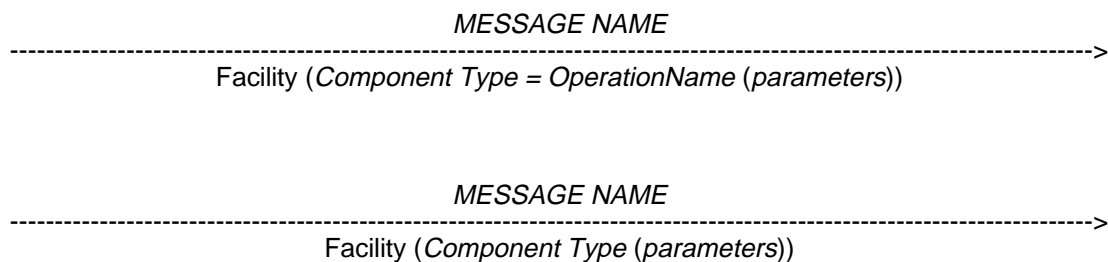 MESSAGE NAME
------------------------------------------------------------------------------------------------------------------------>
Facility (Component Type = OperationName (parameters))
MESSAGE NAME
------------------------------------------------------------------------------------------------------------------------>
Facility (Component Type (parameters))